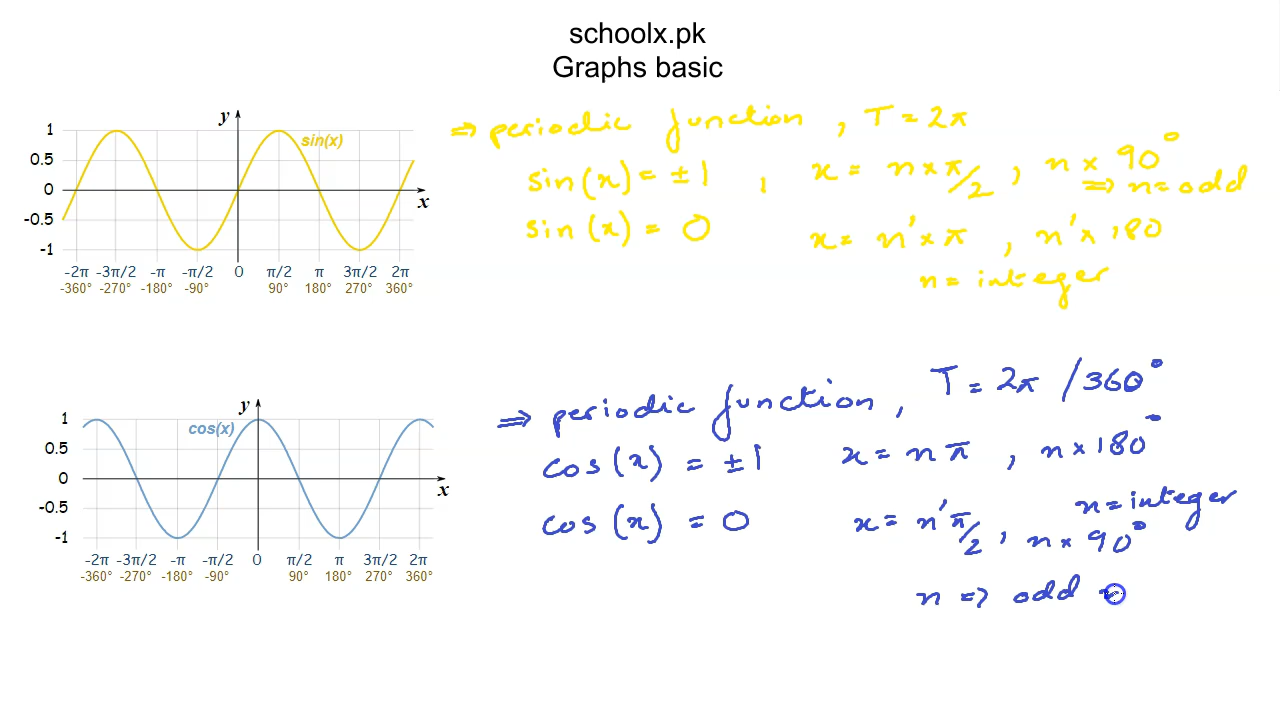 schoolx.pk
Graphs basic
y
1
0.5
0
-0.5
-1
sin(x)
x
-2π -3π/2 -π -π/2 0 π/2 π 3π/2 2π
-360° -270° -180° -90° 90° 180° 270° 360°
⇒ periodic function , T = 2π
sin(x) = ±1 , x = n × π/2 , n × 90°
⇒ n = odd
sin(x) = 0 x = n' × π , n' × 180
n = integer
y
1
0.5
0
-0.5
-1
cos(x)
x
-2π -3π/2 -π -π/2 0 π/2 π 3π/2 2π
-360° -270° -180° -90° 90° 180° 270° 360°
⇒ periodic function , T = 2π /360°
cos(x) = ±1 x = nπ , n × 180°
n = integer
cos(x) = 0 x = n'π/2 , n × 90°
n ⇒ odd